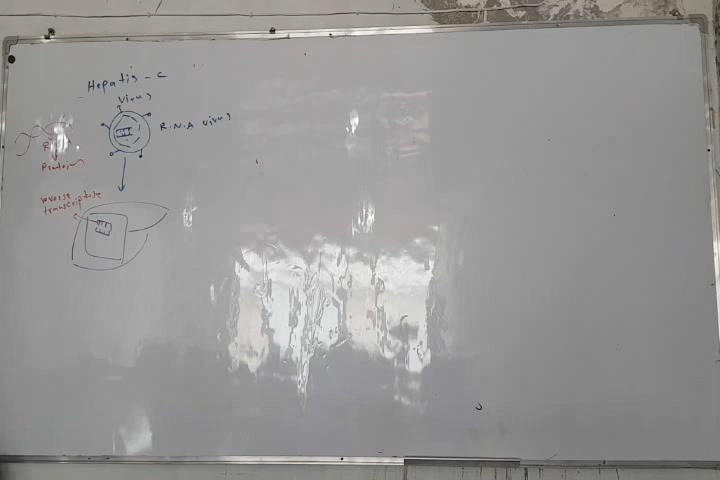 Hepatis - C
Virus
R.N.A virus
R
Protein
reverse
transcriptase